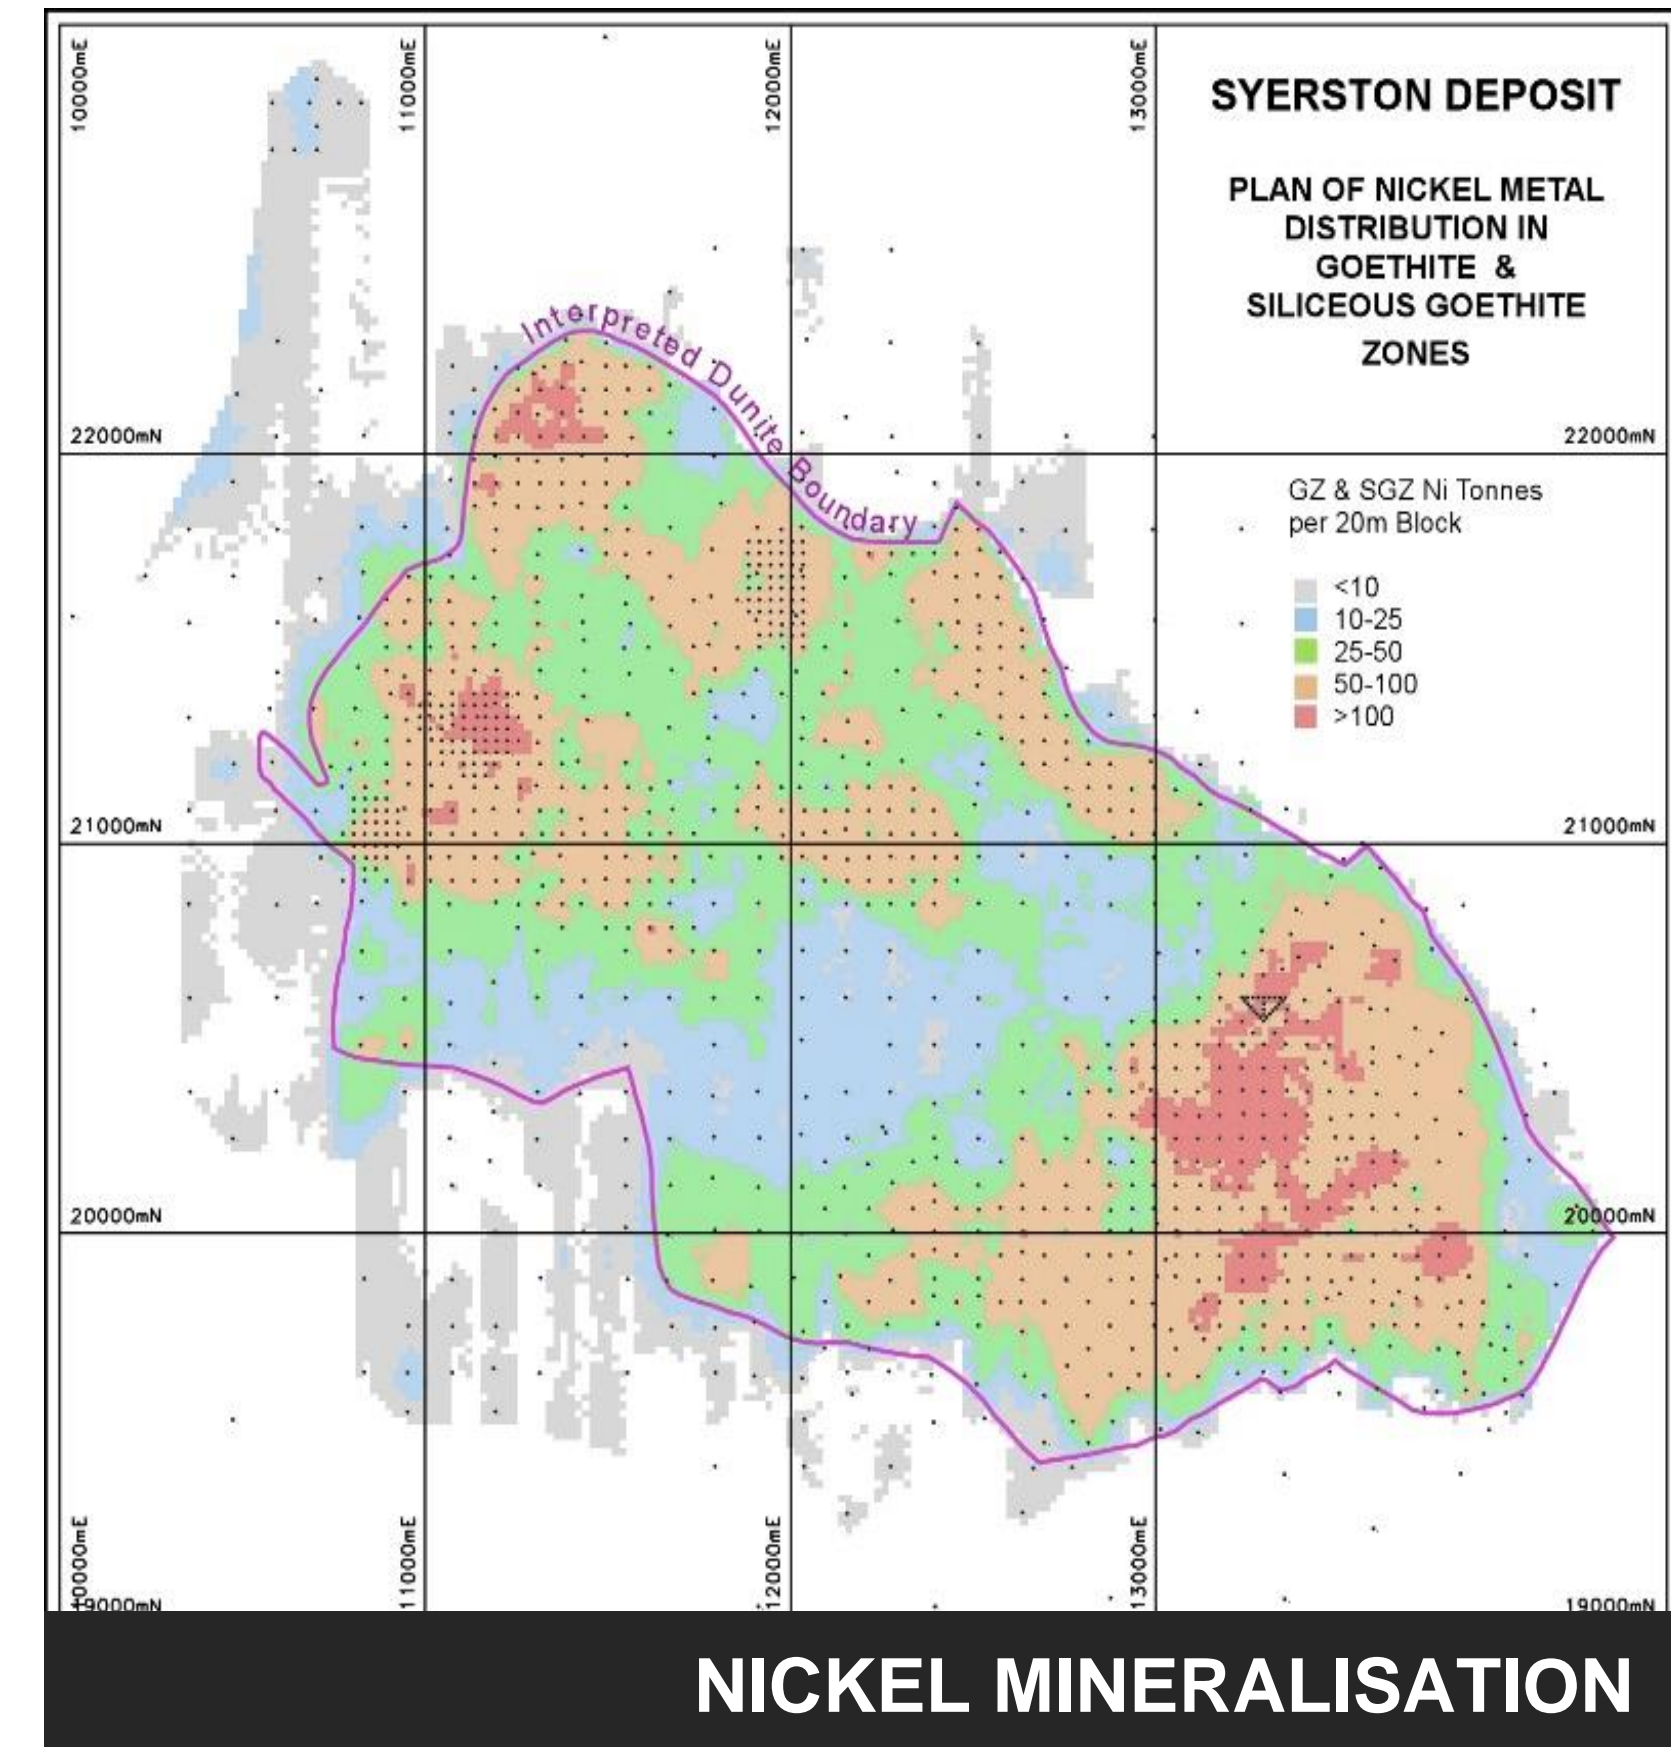 10000mE
11000mE
12000mE
13000mE
SYERSTON DEPOSIT
PLAN OF NICKEL METAL
DISTRIBUTION IN
GOETHITE &
SILICEOUS GOETHITE
ZONES
Interpreted Dunite Boundary
22000mN
22000mN
GZ & SGZ Ni Tonnes
per 20m Block
<10
10-25
25-50
50-100
>100
21000mN
21000mN
20000mN
20000mN
10000mE
11000mE
12000mE
13000mE
19000mN
19000mN
NICKEL MINERALISATION